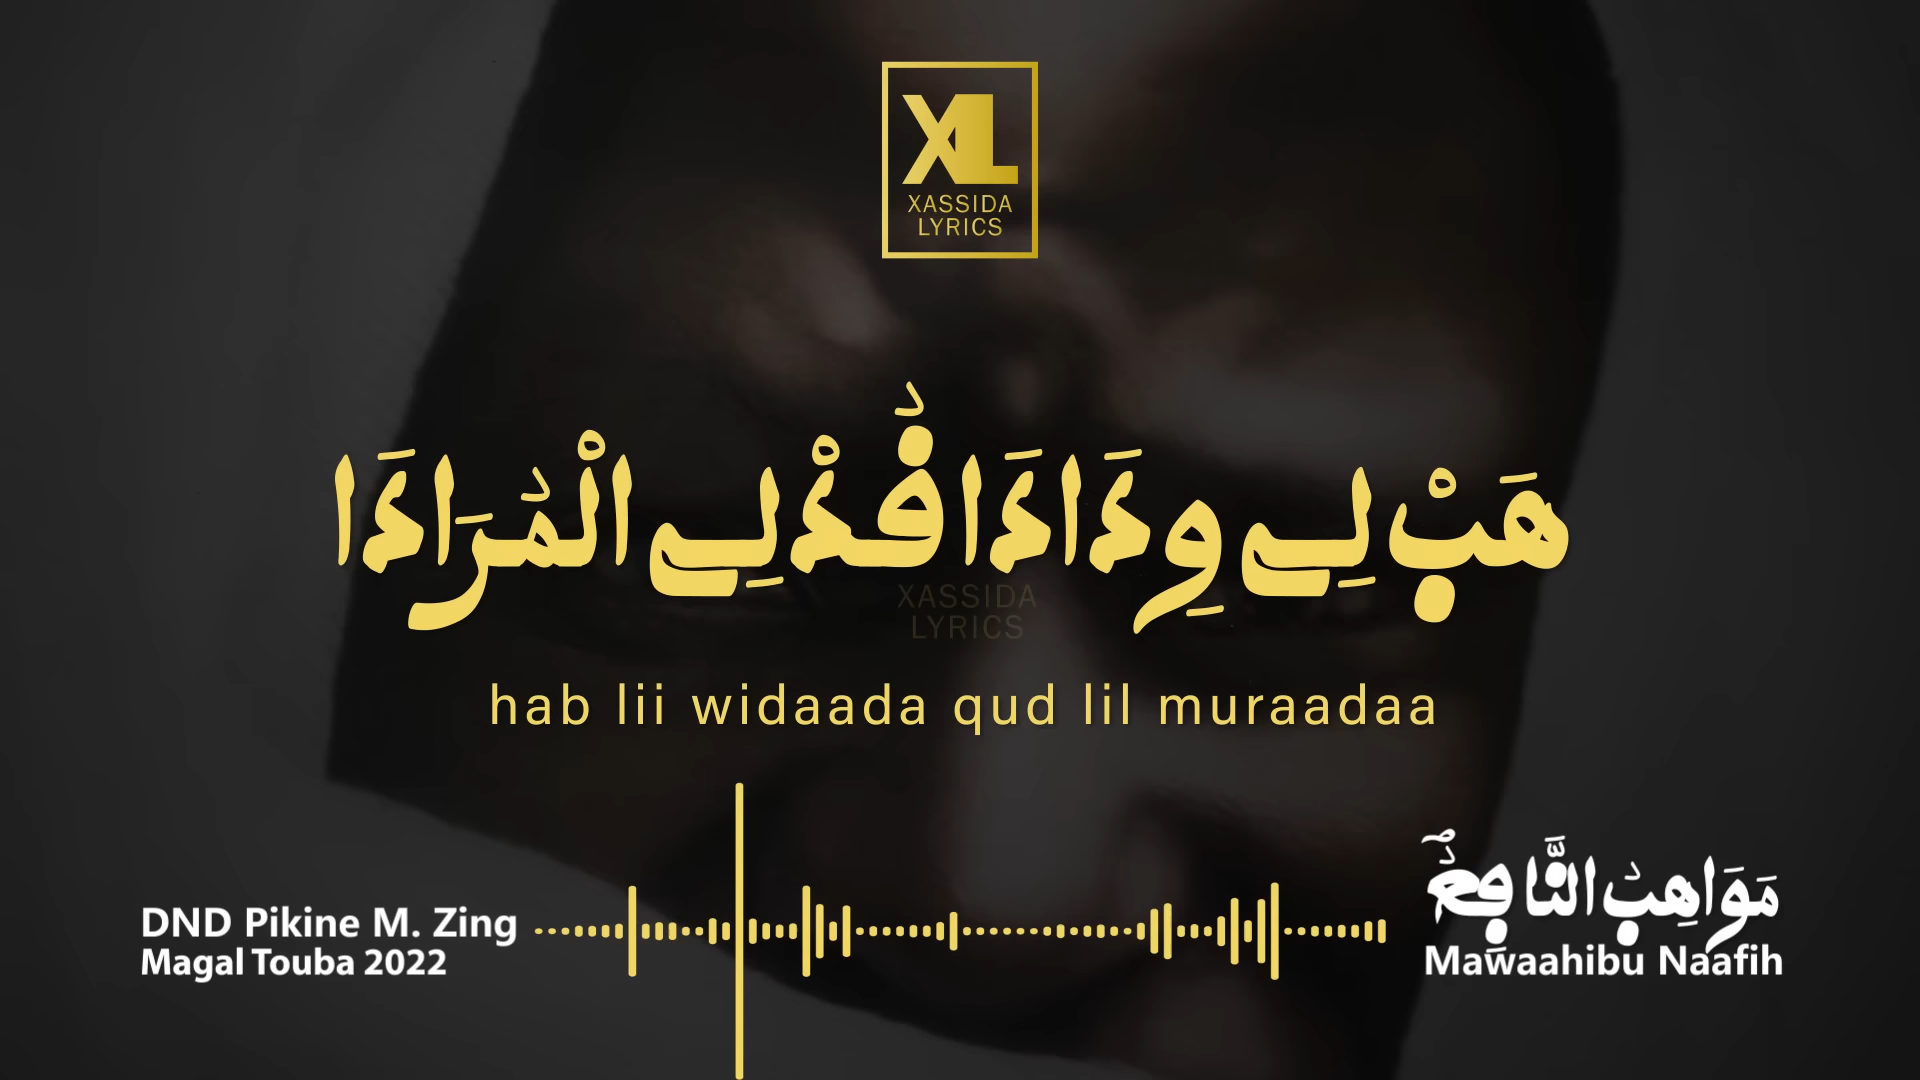 XL
XASSIDA
LYRICS
هَبْ لِے وِدَادَا فُدْ لِے الْمُرَادَا
XASSIDA
LYRICS
hab lii widaada qud lil muraadaa
DND Pikine M. Zing
Magal Touba 2022
مَوَاهِبُ النَّافِعِ
Mawaahibu Naafih